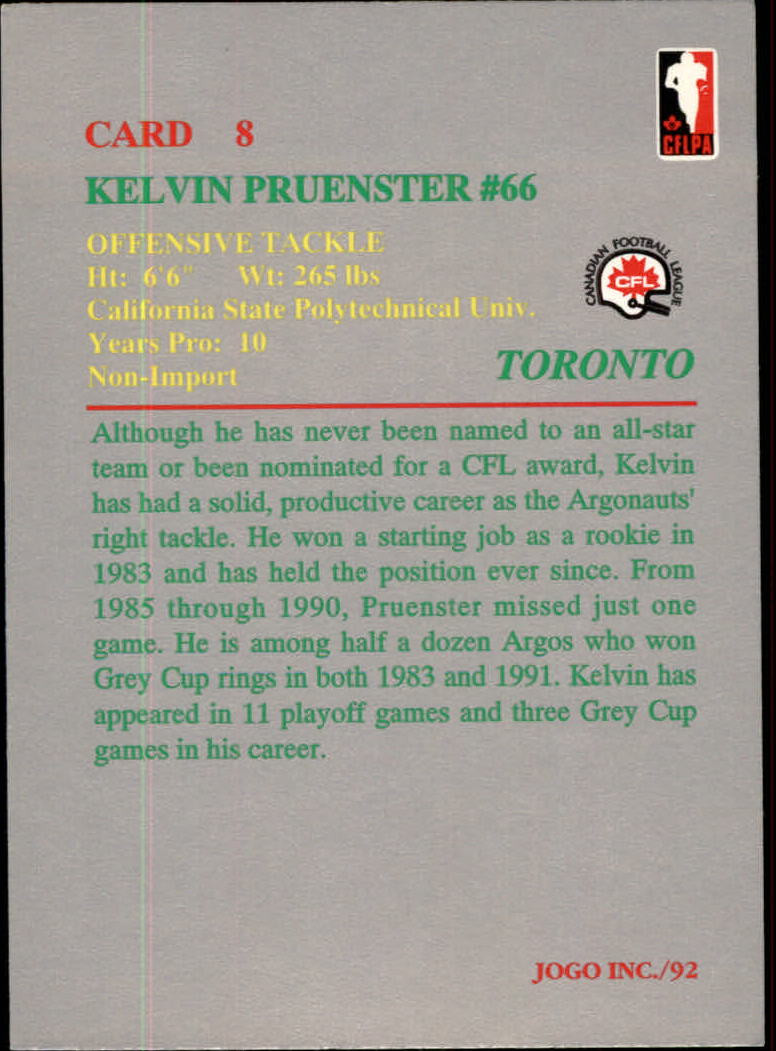 CFLPA
CARD 8
KELVIN PRUENSTER #66
OFFENSIVE TACKLE
Ht: 6'6" Wt: 265 lbs
California State Polytechnical Univ.
Years Pro: 10
Non-Import
CANADIAN FOOTBALL LEAGUE
CFL
TORONTO
Although he has never been named to an all-star
team or been nominated for a CFL award, Kelvin
has had a solid, productive career as the Argonauts'
right tackle. He won a starting job as a rookie in
1983 and has held the position ever since. From
1985 through 1990, Pruenster missed just one
game. He is among half a dozen Argos who won
Grey Cup rings in both 1983 and 1991. Kelvin has
appeared in 11 playoff games and three Grey Cup
games in his career.
JOGO INC./92